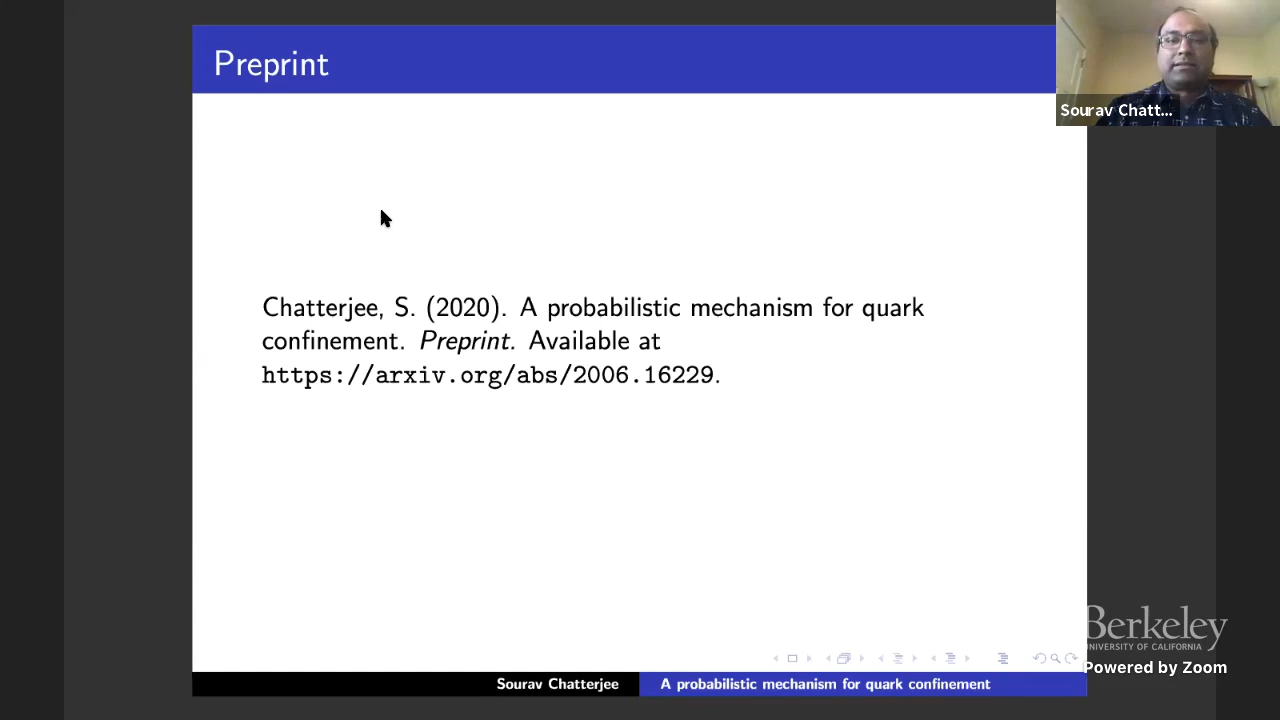 Preprint
Sourav Chatt...
Chatterjee, S. (2020). A probabilistic mechanism for quark
confinement. Preprint. Available at
https://arxiv.org/abs/2006.16229.
Berkeley
UNIVERSITY OF CALIFORNIA
Powered by Zoom
Sourav Chatterjee
A probabilistic mechanism for quark confinement